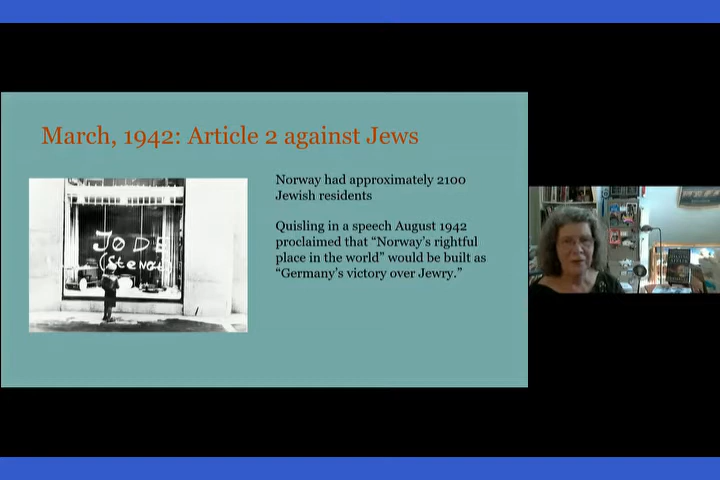 March, 1942: Article 2 against Jews
Norway had approximately 2100
Jewish residents
Quisling in a speech August 1942
proclaimed that “Norway’s rightful
place in the world” would be built as
“Germany’s victory over Jewry.”
JØDE
(stengt